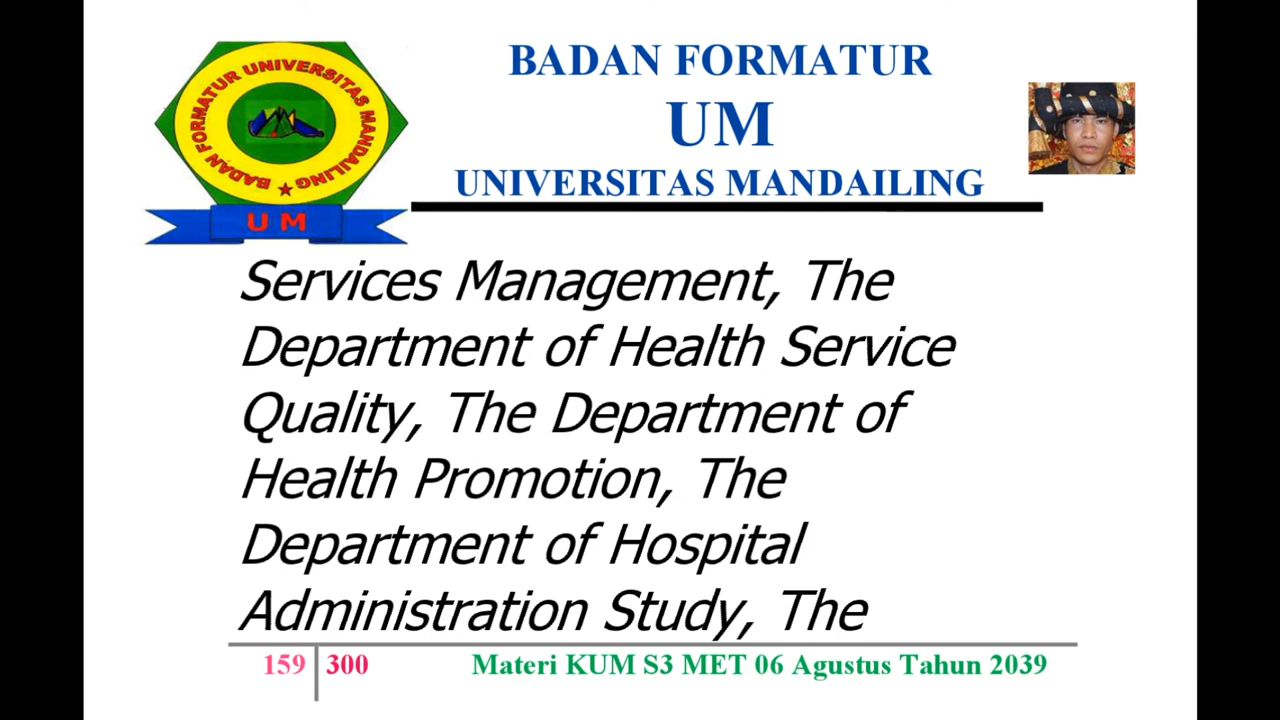 BADAN FORMATUR UNIVERSITAS MANDAILING
UM
BADAN FORMATUR
UM
UNIVERSITAS MANDAILING
Services Management, The
Department of Health Service
Quality, The Department of
Health Promotion, The
Department of Hospital
Administration Study, The
159 300 Materi KUM S3 MET 06 Agustus Tahun 2039